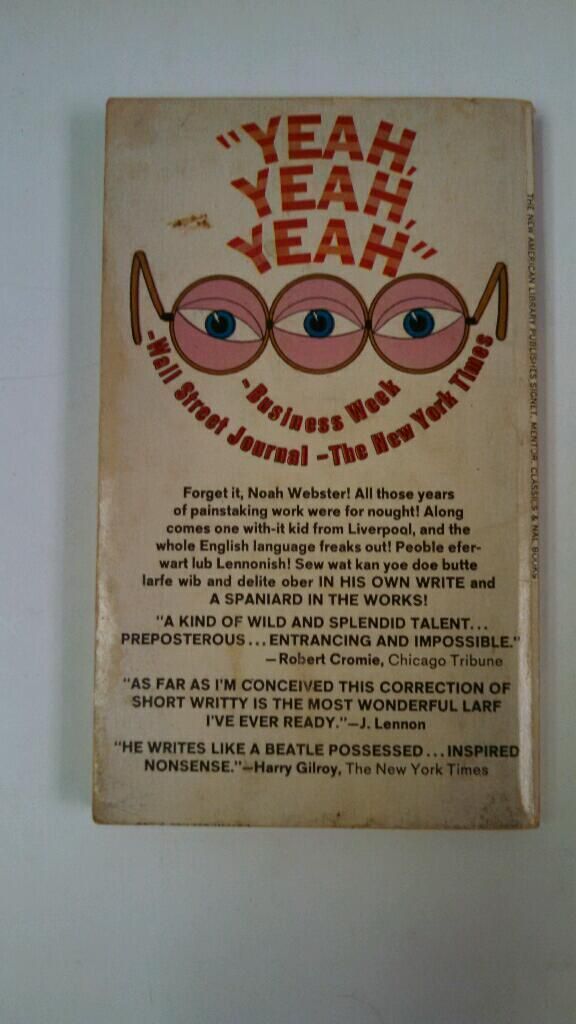 "YEAH,
YEAH,
YEAH"
-Wall Street Journal
-Business Week
-The New York Times
Forget it, Noah Webster! All those years
of painstaking work were for nought! Along
comes one with-it kid from Liverpool, and the
whole English language freaks out! Peoble efer-
wart lub Lennonish! Sew wat kan yoe doe butte
larfe wib and delite ober IN HIS OWN WRITE and
A SPANIARD IN THE WORKS!
"A KIND OF WILD AND SPLENDID TALENT...
PREPOSTEROUS...ENTRANCING AND IMPOSSIBLE."
—Robert Cromie, Chicago Tribune
"AS FAR AS I'M CONCEIVED THIS CORRECTION OF
SHORT WRITTY IS THE MOST WONDERFUL LARF
I'VE EVER READY."—J. Lennon
"HE WRITES LIKE A BEATLE POSSESSED...INSPIRED
NONSENSE."—Harry Gilroy, The New York Times
THE NEW AMERICAN LIBRARY PUBLISHES SIGNET, MENTOR, CLASSICS & NAL BOOKS